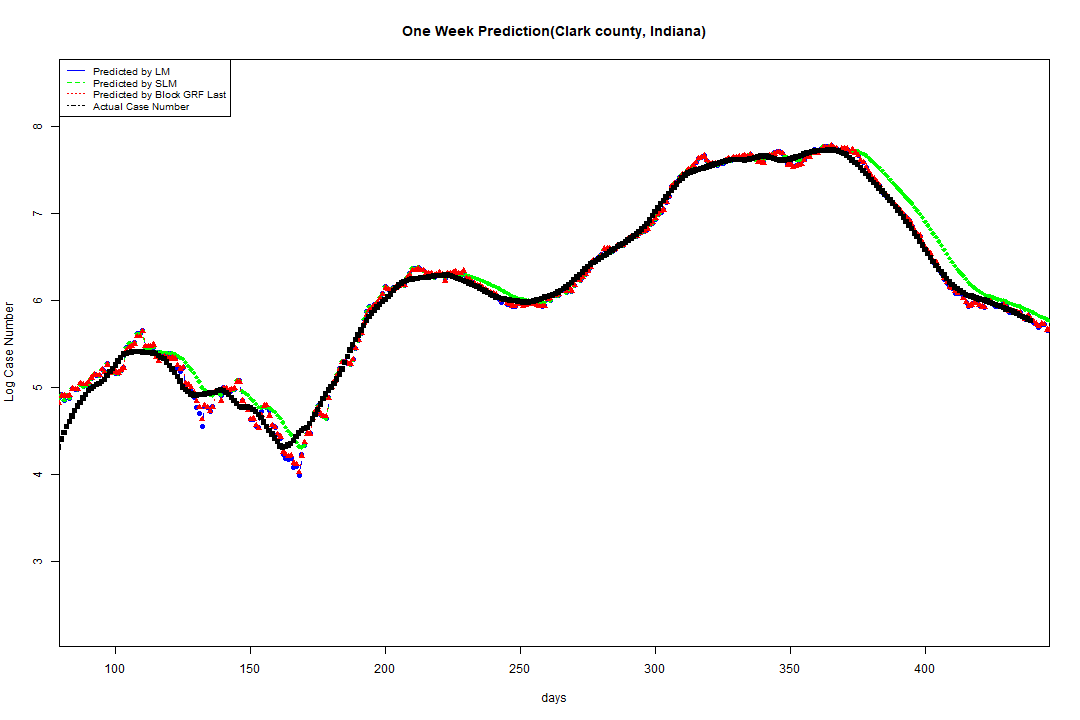 One Week Prediction(Clark county, Indiana)
Predicted by LM
Predicted by SLM
Predicted by Block GRF Last
Actual Case Number
Log Case Number
8
7
6
5
4
3
100 150 200 250 300 350 400
days